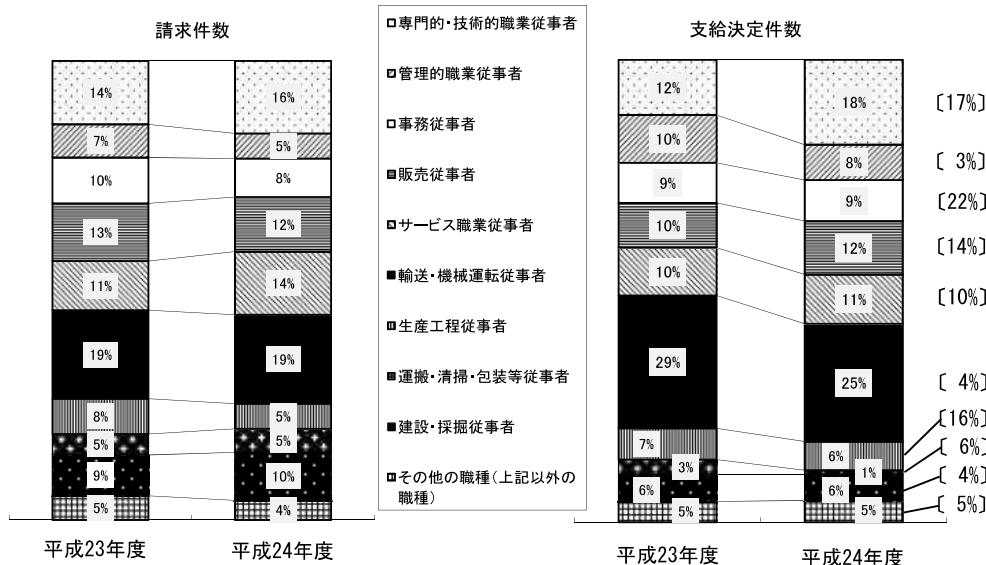 請求件数
14%
16%
7%
5%
10%
8%
13%
12%
11%
14%
19%
19%
8%
5%
5%
5%
9%
10%
5%
4%
平成23年度
平成24年度
専門的・技術的職業従事者
管理的職業従事者
事務従事者
販売従事者
サービス職業従事者
輸送・機械運転従事者
生産工程従事者
運搬・清掃・包装等従事者
建設・採掘従事者
その他の職種(上記以外の
職種)
支給決定件数
12%
18%
〔17%〕
10%
8%
〔 3%〕
9%
9%
〔22%〕
10%
12%
〔14%〕
10%
11%
〔10%〕
29%
25%
〔 4%〕
7%
6%
〔16%〕
3%
1%
〔 6%〕
6%
6%
〔 4%〕
5%
5%
〔 5%〕
平成23年度
平成24年度